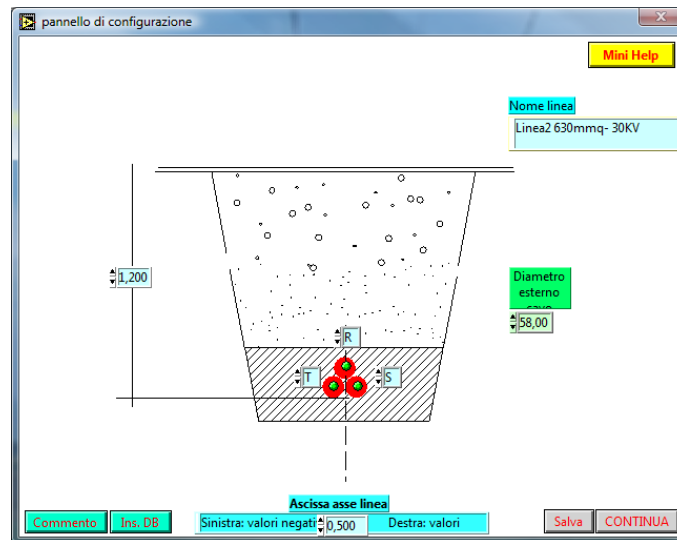 pannello di configurazione
Mini Help
Nome linea
Linea2 630mmq- 30KV
1,200
Diametro
esterno
58,00
R
T
S
Ascissa asse linea
Sinistra: valori negati
0,500
Destra: valori
Commento
Ins. DB
Salva
CONTINUA